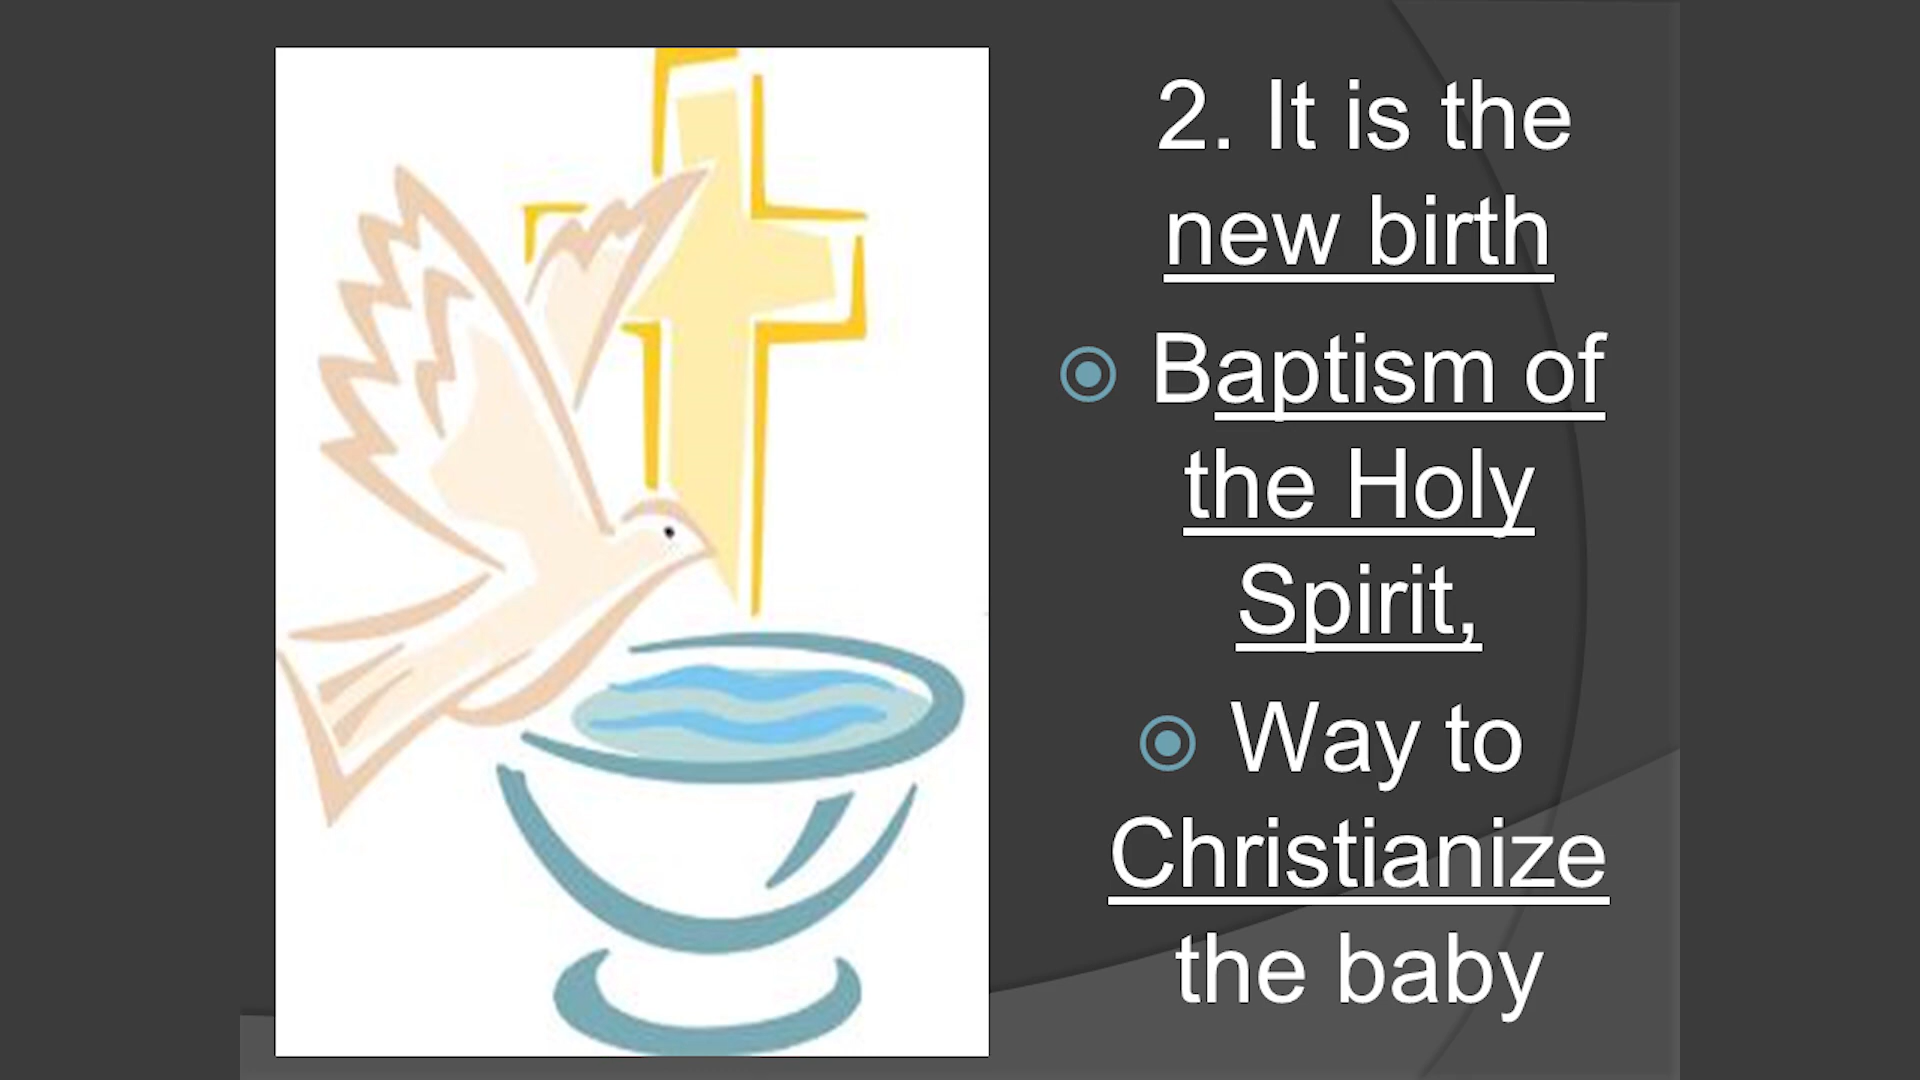 2. It is the
new birth
Baptism of
the Holy
Spirit,
Way to
Christianize
the baby